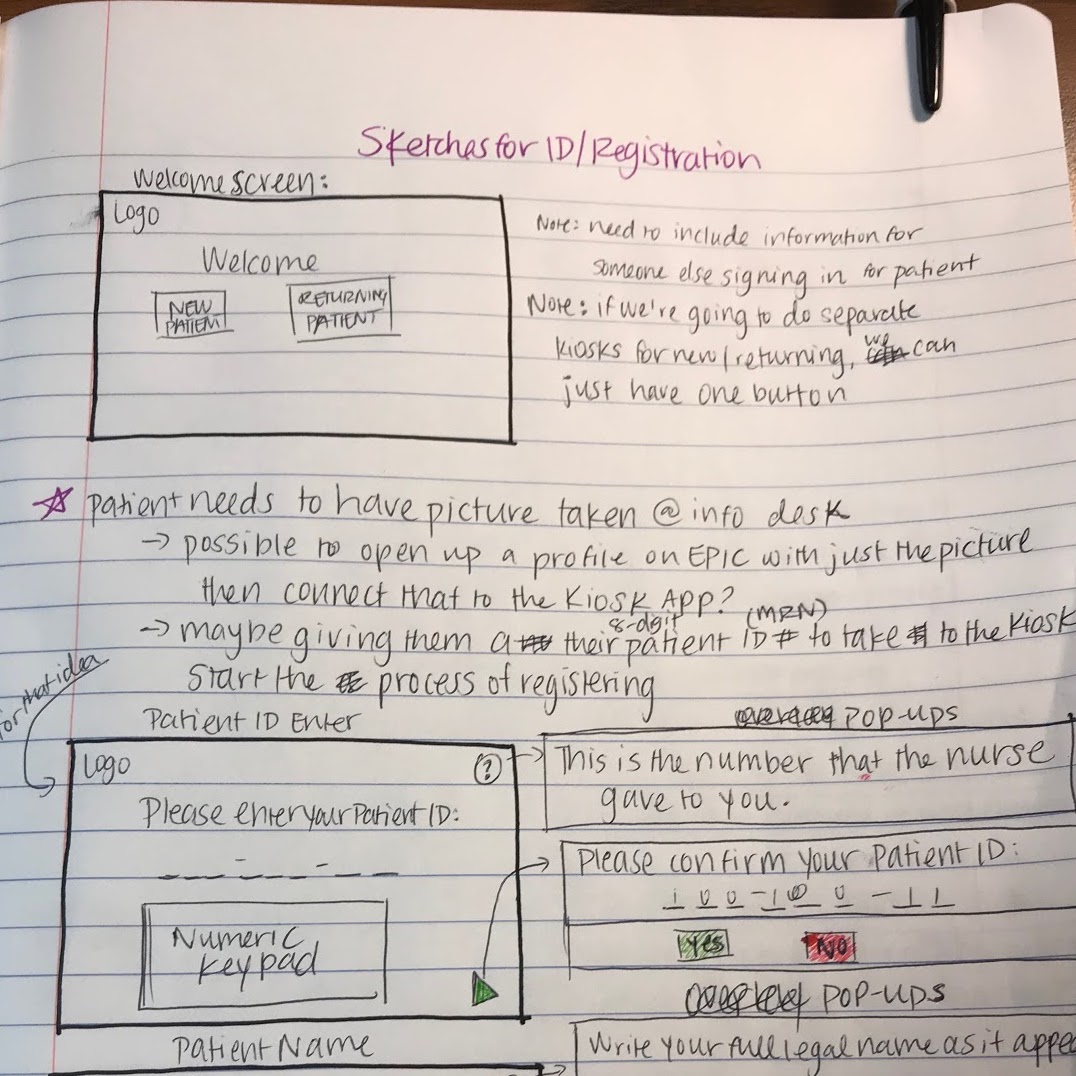 Sketches for ID/Registration
Welcome screen:
Logo
Welcome
NEW
PATIENT
RETURNING
PATIENT
Note: need to include information for
someone else signing in for patient
Note: if we're going to do separate
kiosks for new/returning, we can
just have one button
☆ patient needs to have picture taken @ info desk
→ possible to open up a profile on EPIC with just the picture
then connect that to the Kiosk App?
→ maybe giving them their 8-digit patient ID # (MRN) to take to the Kiosk
start the process of registering
for that idea
Patient ID Enter
Logo
?
Please enter your Patient ID:
_ _ _ - _ _ _ - _ _
Numeric
keypad
POP-UPS
This is the number that the nurse
gave to you.
Please confirm your Patient ID:
1 0 0 - 1 0 0 - 1 1
Yes
No
POP-UPS
Patient Name
Write your full legal name as it appea